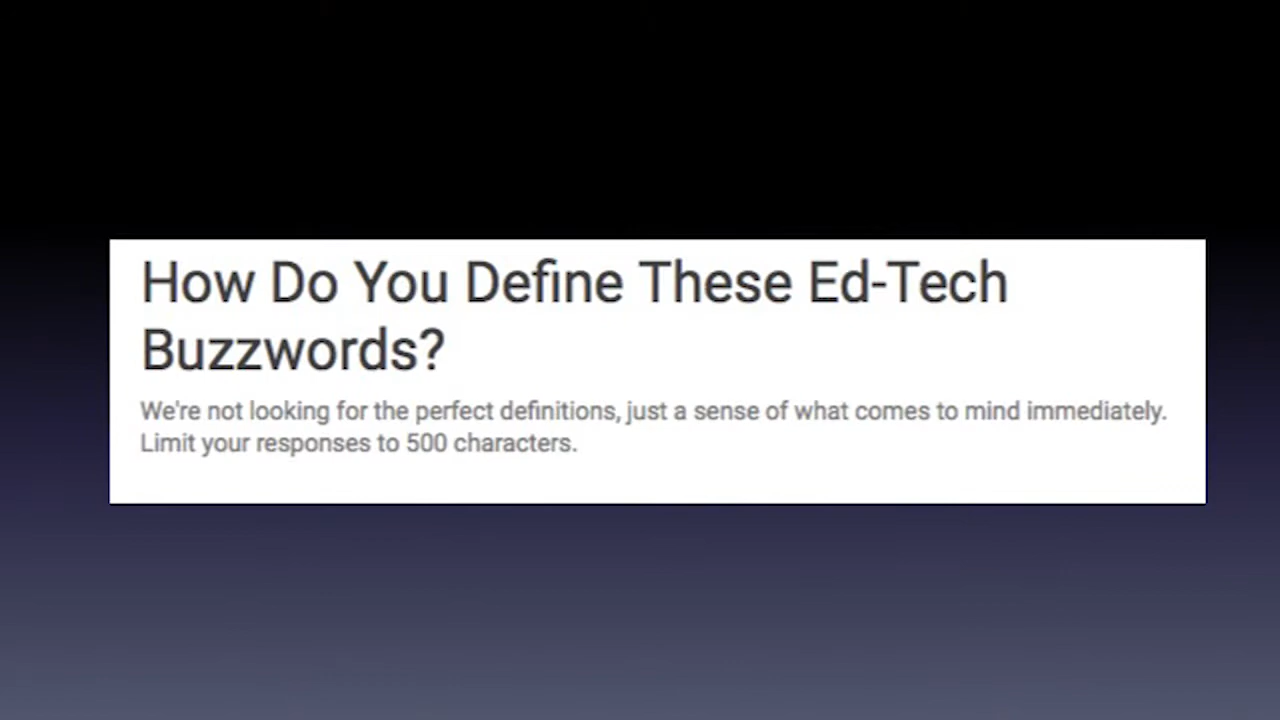 How Do You Define These Ed-Tech
Buzzwords?
We're not looking for the perfect definitions, just a sense of what comes to mind immediately.
Limit your responses to 500 characters.